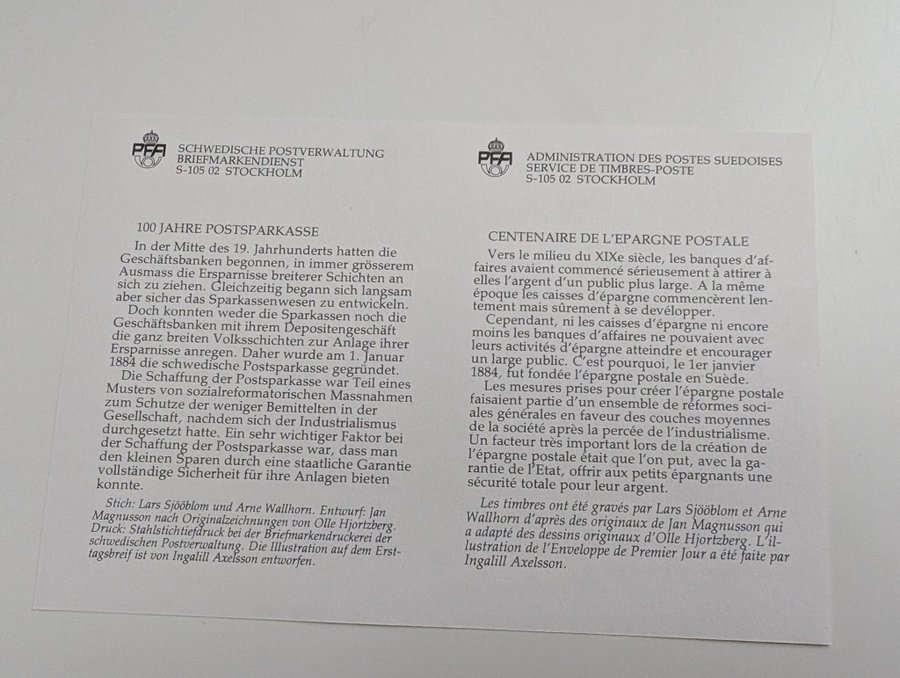 PFA
SCHWEDISCHE POSTVERWALTUNG
BRIEFMARKENDIENST
S-105 02 STOCKHOLM
100 JAHRE POSTSPARKASSE
In der Mitte des 19. Jahrhunderts hatten die
Geschäftsbanken begonnen, in immer grösserem
Ausmass die Ersparnisse breiterer Schichten an
sich zu ziehen. Gleichzeitig begann sich langsam
aber sicher das Sparkassenwesen zu entwickeln.
Doch konnten weder die Sparkassen noch die
Geschäftsbanken mit ihrem Depositengeschäft
die ganz breiten Volksschichten zur Anlage ihrer
Ersparnisse anregen. Daher wurde am 1. Januar
1884 die schwedische Postsparkasse gegründet.
Die Schaffung der Postsparkasse war Teil eines
Musters von sozialreformatorischen Massnahmen
zum Schutze der weniger Bemittelten in der
Gesellschaft, nachdem sich der Industrialismus
durchgesetzt hatte. Ein sehr wichtiger Faktor bei
der Schaffung der Postsparkasse war, dass man
den kleinen Sparen durch eine staatliche Garantie
vollständige Sicherheit für ihre Anlagen bieten
konnte.
Stich: Lars Sjööblom und Arne Wallhorn. Entwurf: Jan
Magnusson nach Originalzeichnungen von Olle Hjortzberg.
Druck: Stahlstichtiefdruck bei der Briefmarkendruckerei der
schwedischen Postverwaltung. Die Illustration auf dem Erst-
tagsbreif ist von Ingalill Axelsson entworfen.
PFA
ADMINISTRATION DES POSTES SUEDOISES
SERVICE DE TIMBRES-POSTE
S-105 02 STOCKHOLM
CENTENAIRE DE L'EPARGNE POSTALE
Vers le milieu du XIXe siècle, les banques d'af-
faires avaient commencé sérieusement à attirer à
elles l'argent d'un public plus large. A la même
époque les caisses d'épargne commencèrent len-
tement mais sûrement à se devélopper.
Cependant, ni les caisses d'épargne ni encore
moins les banques d'affaires ne pouvaient avec
leurs activités d'épargne atteindre et encourager
un large public. C'est pourquoi, le 1er janvier
1884, fut fondée l'épargne postale en Suède.
Les mesures prises pour créer l'épargne postale
faisaient partie d'un ensemble de réformes soci-
ales générales en faveur des couches moyennes
de la société après la percée de l'industrialisme.
Un facteur très important lors de la création de
l'épargne postale était que l'on put, avec la ga-
rantie de l'Etat, offrir aux petits épargnants une
sécurité totale pour leur argent.
Les timbres ont été gravés par Lars Sjööblom et Arne
Wallhorn d'après des originaux de Jan Magnusson qui
a adapté des dessins originaux d'Olle Hjortzberg. L'il-
lustration de l'Enveloppe de Premier Jour a été faite par
Ingalill Axelsson.